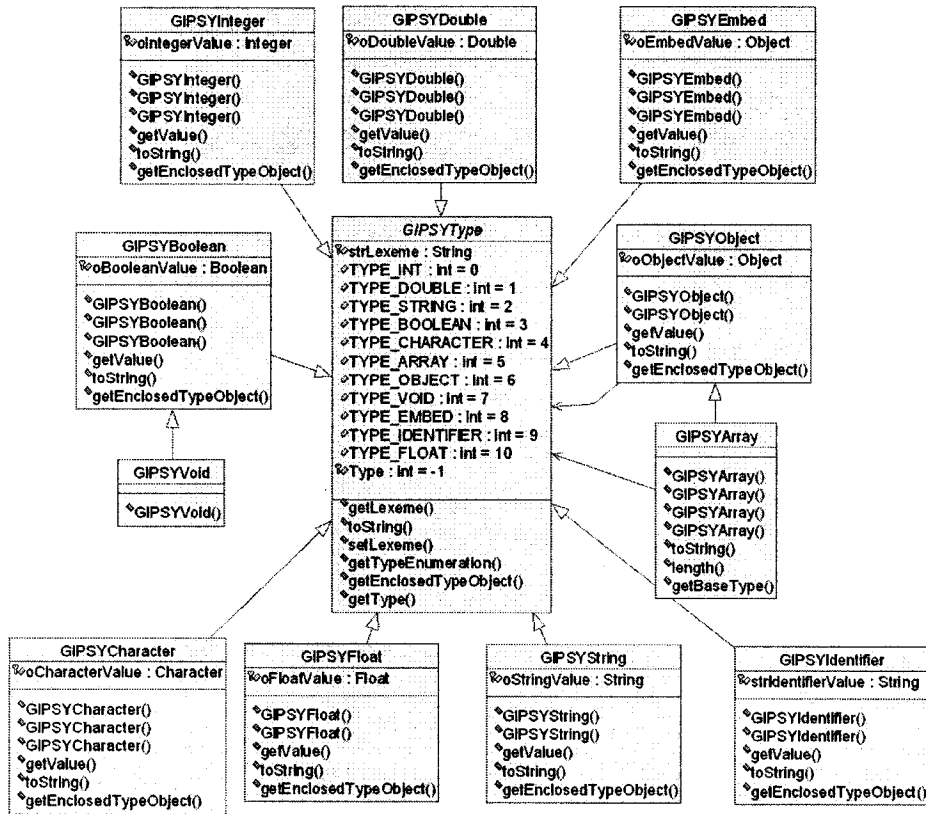 GIPSYInteger
oIntegerValue : Integer
GIPSYInteger()
GIPSYInteger()
GIPSYInteger()
getValue()
toString()
getEnclosedTypeObject()
GIPSYDouble
oDoubleValue : Double
GIPSYDouble()
GIPSYDouble()
GIPSYDouble()
getValue()
toString()
getEnclosedTypeObject()
GIPSYEmbed
oEmbedValue : Object
GIPSYEmbed()
GIPSYEmbed()
GIPSYEmbed()
getValue()
toString()
getEnclosedTypeObject()
GIPSYBoolean
oBooleanValue : Boolean
GIPSYBoolean()
GIPSYBoolean()
GIPSYBoolean()
getValue()
toString()
getEnclosedTypeObject()
GIPSYType
strLexeme : String
TYPE_INT : int = 0
TYPE_DOUBLE : int = 1
TYPE_STRING : int = 2
TYPE_BOOLEAN : int = 3
TYPE_CHARACTER : int = 4
TYPE_ARRAY : int = 5
TYPE_OBJECT : int = 6
TYPE_VOID : int = 7
TYPE_EMBED : int = 8
TYPE_IDENTIFIER : int = 9
TYPE_FLOAT : int = 10
Type : int = -1
getLexeme()
toString()
setLexeme()
getTypeEnumeration()
getEnclosedTypeObject()
getType()
GIPSYObject
oObjectValue : Object
GIPSYObject()
GIPSYObject()
getValue()
toString()
getEnclosedTypeObject()
GIPSYVoid
GIPSYVoid()
GIPSYArray
GIPSYArray()
GIPSYArray()
GIPSYArray()
GIPSYArray()
toString()
length()
getBaseType()
GIPSYCharacter
oCharacterValue : Character
GIPSYCharacter()
GIPSYCharacter()
GIPSYCharacter()
getValue()
toString()
getEnclosedTypeObject()
GIPSYFloat
oFloatValue : Float
GIPSYFloat()
GIPSYFloat()
getValue()
toString()
getEnclosedTypeObject()
GIPSYString
oStringValue : String
GIPSYString()
GIPSYString()
getValue()
toString()
getEnclosedTypeObject()
GIPSYIdentifier
strIdentifierValue : String
GIPSYIdentifier()
GIPSYIdentifier()
getValue()
toString()
getEnclosedTypeObject()